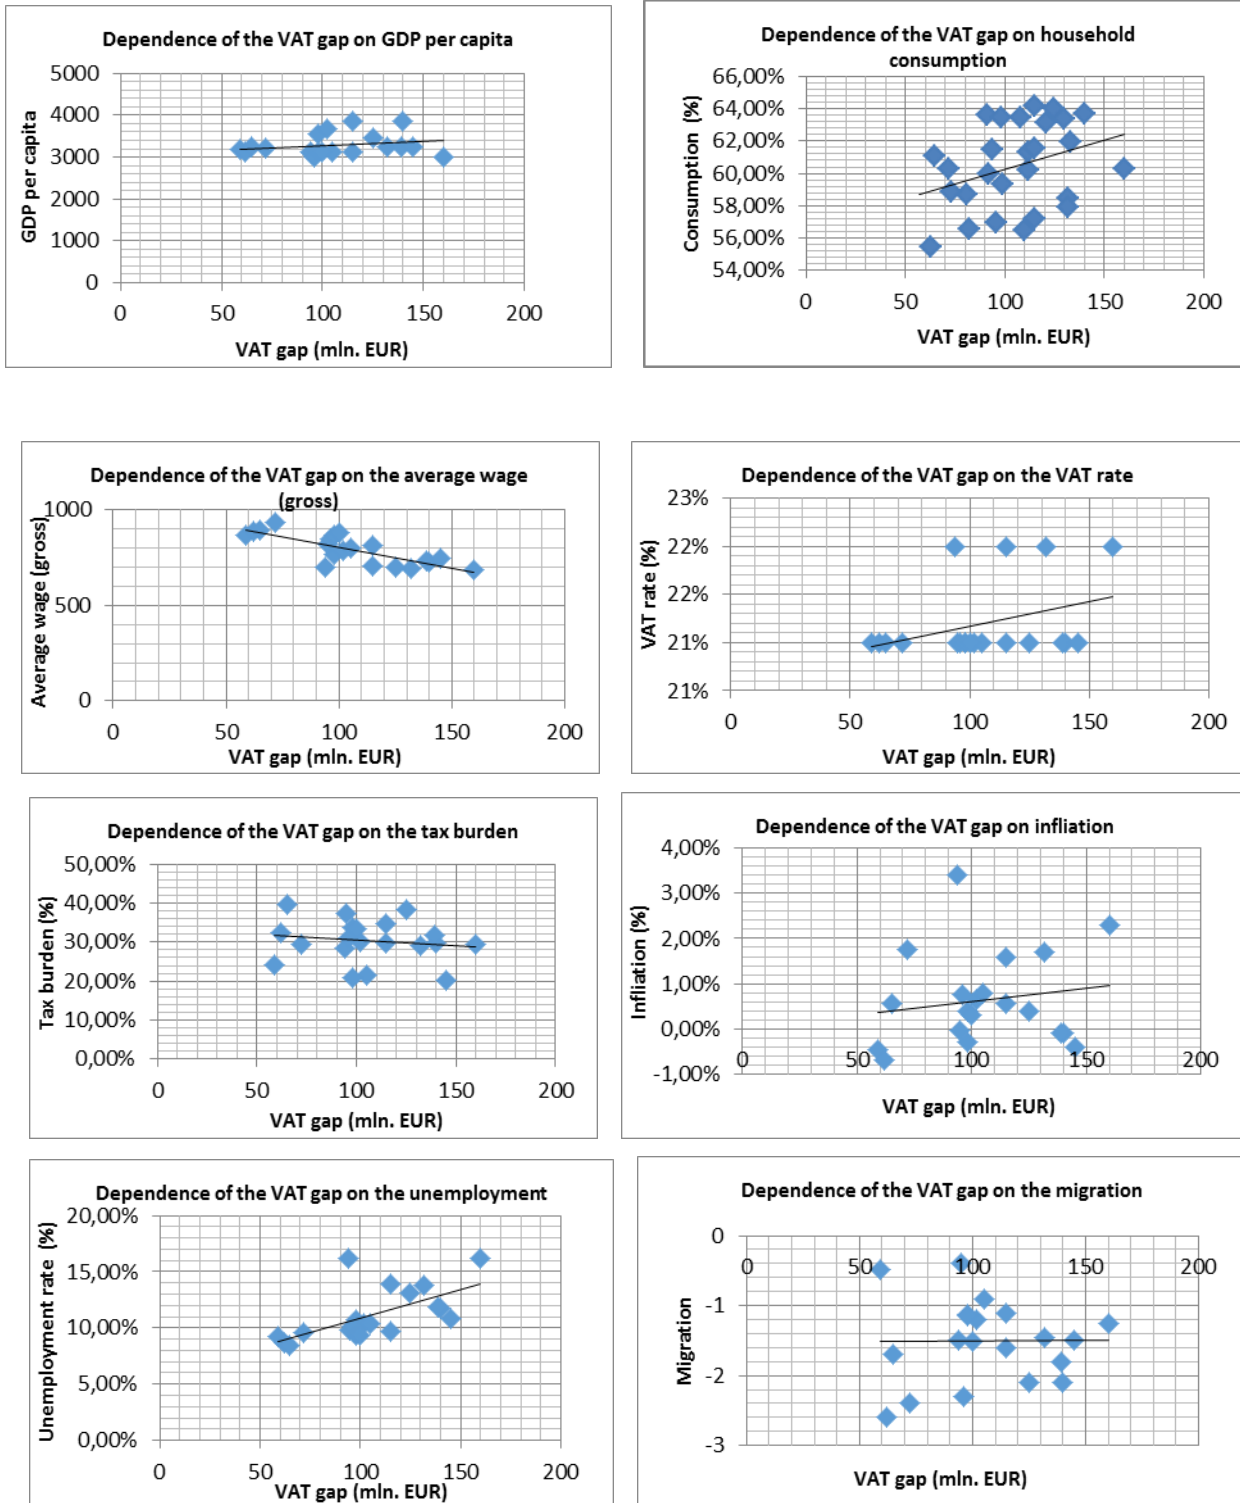 Dependence of the VAT gap on GDP per capita
GDP per capita
5000
4000
3000
2000
1000
0
0 50 100 150 200
VAT gap (mln. EUR)
Dependence of the VAT gap on household
consumption
Consumption (%)
66,00%
64,00%
62,00%
60,00%
58,00%
56,00%
54,00%
0 50 100 150 200
VAT gap (mln. EUR)
Dependence of the VAT gap on the average wage
(gross)
Average wage (gross)
1000
500
0
0 50 100 150 200
VAT gap (mln. EUR)
Dependence of the VAT gap on the VAT rate
VAT rate (%)
23%
22%
22%
21%
21%
0 50 100 150 200
VAT gap (mln. EUR)
Dependence of the VAT gap on the tax burden
Tax burden (%)
50,00%
40,00%
30,00%
20,00%
10,00%
0,00%
0 50 100 150 200
VAT gap (mln. EUR)
Dependence of the VAT gap on infliation
Infliation (%)
4,00%
3,00%
2,00%
1,00%
0,00%
-1,00%
0 50 100 150 200
VAT gap (mln. EUR)
Dependence of the VAT gap on the unemployment
Unemployment rate (%)
20,00%
15,00%
10,00%
5,00%
0,00%
0 50 100 150 200
VAT gap (mln. EUR)
Dependence of the VAT gap on the migration
Migration
0
-1
-2
-3
0 50 100 150 200
VAT gap (mln. EUR)